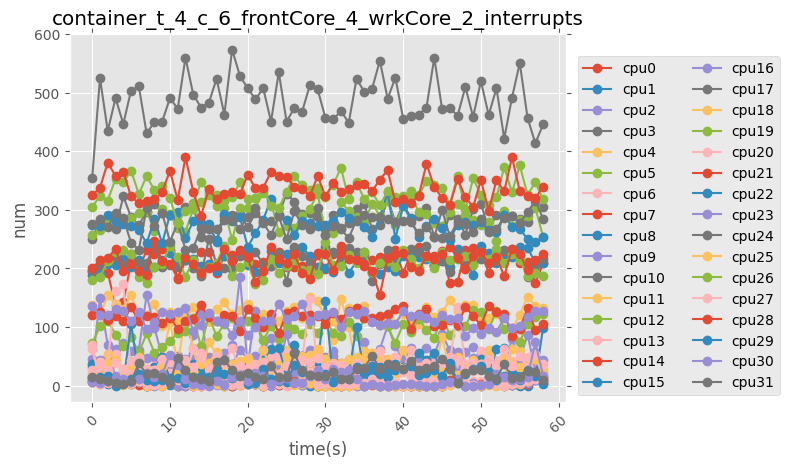 container_t_4_c_6_frontCore_4_wrkCore_2_interrupts
600
500
400
300
200
100
0
num
0 10 20 30 40 50 60
time(s)
cpu0 cpu16
cpu1 cpu17
cpu2 cpu18
cpu3 cpu19
cpu4 cpu20
cpu5 cpu21
cpu6 cpu22
cpu7 cpu23
cpu8 cpu24
cpu9 cpu25
cpu10 cpu26
cpu11 cpu27
cpu12 cpu28
cpu13 cpu29
cpu14 cpu30
cpu15 cpu31